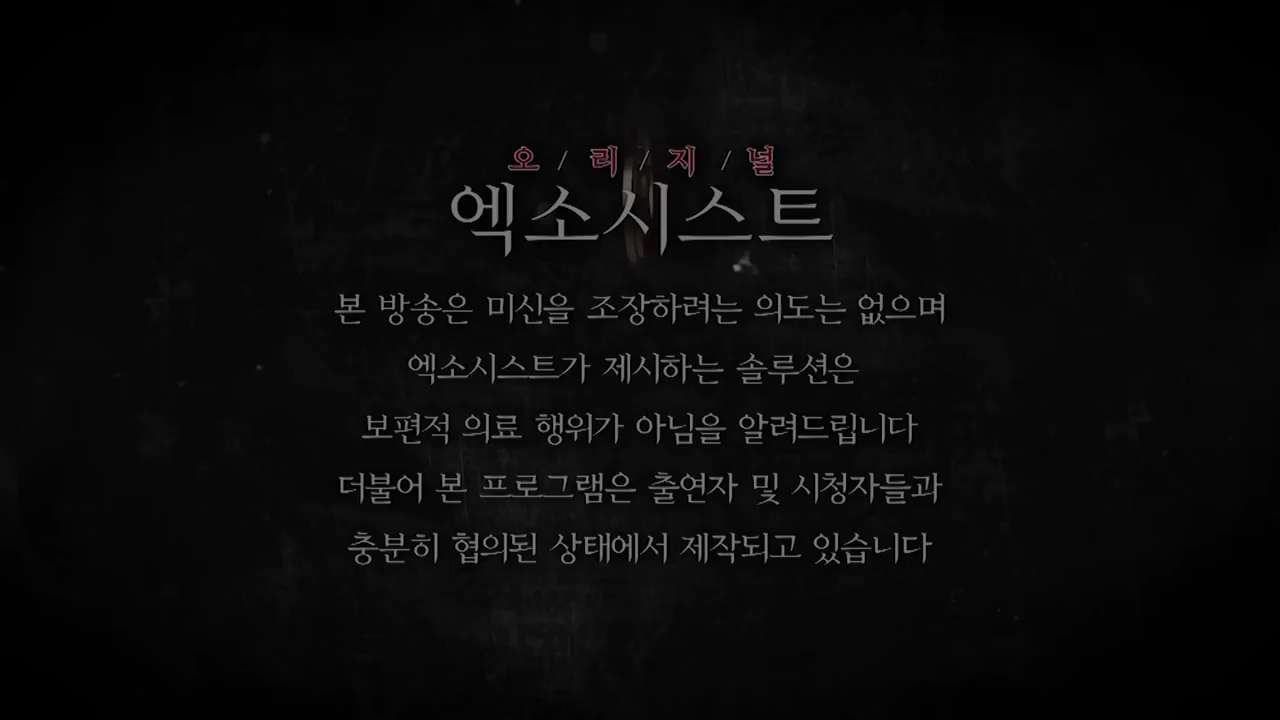 오/리/지/널
엑소시스트
본 방송은 미신을 조장하려는 의도는 없으며
엑소시스트가 제시하는 솔루션은
보편적 의료 행위가 아님을 알려드립니다
더불어 본 프로그램은 출연자 및 시청자들과
충분히 협의된 상태에서 제작되고 있습니다